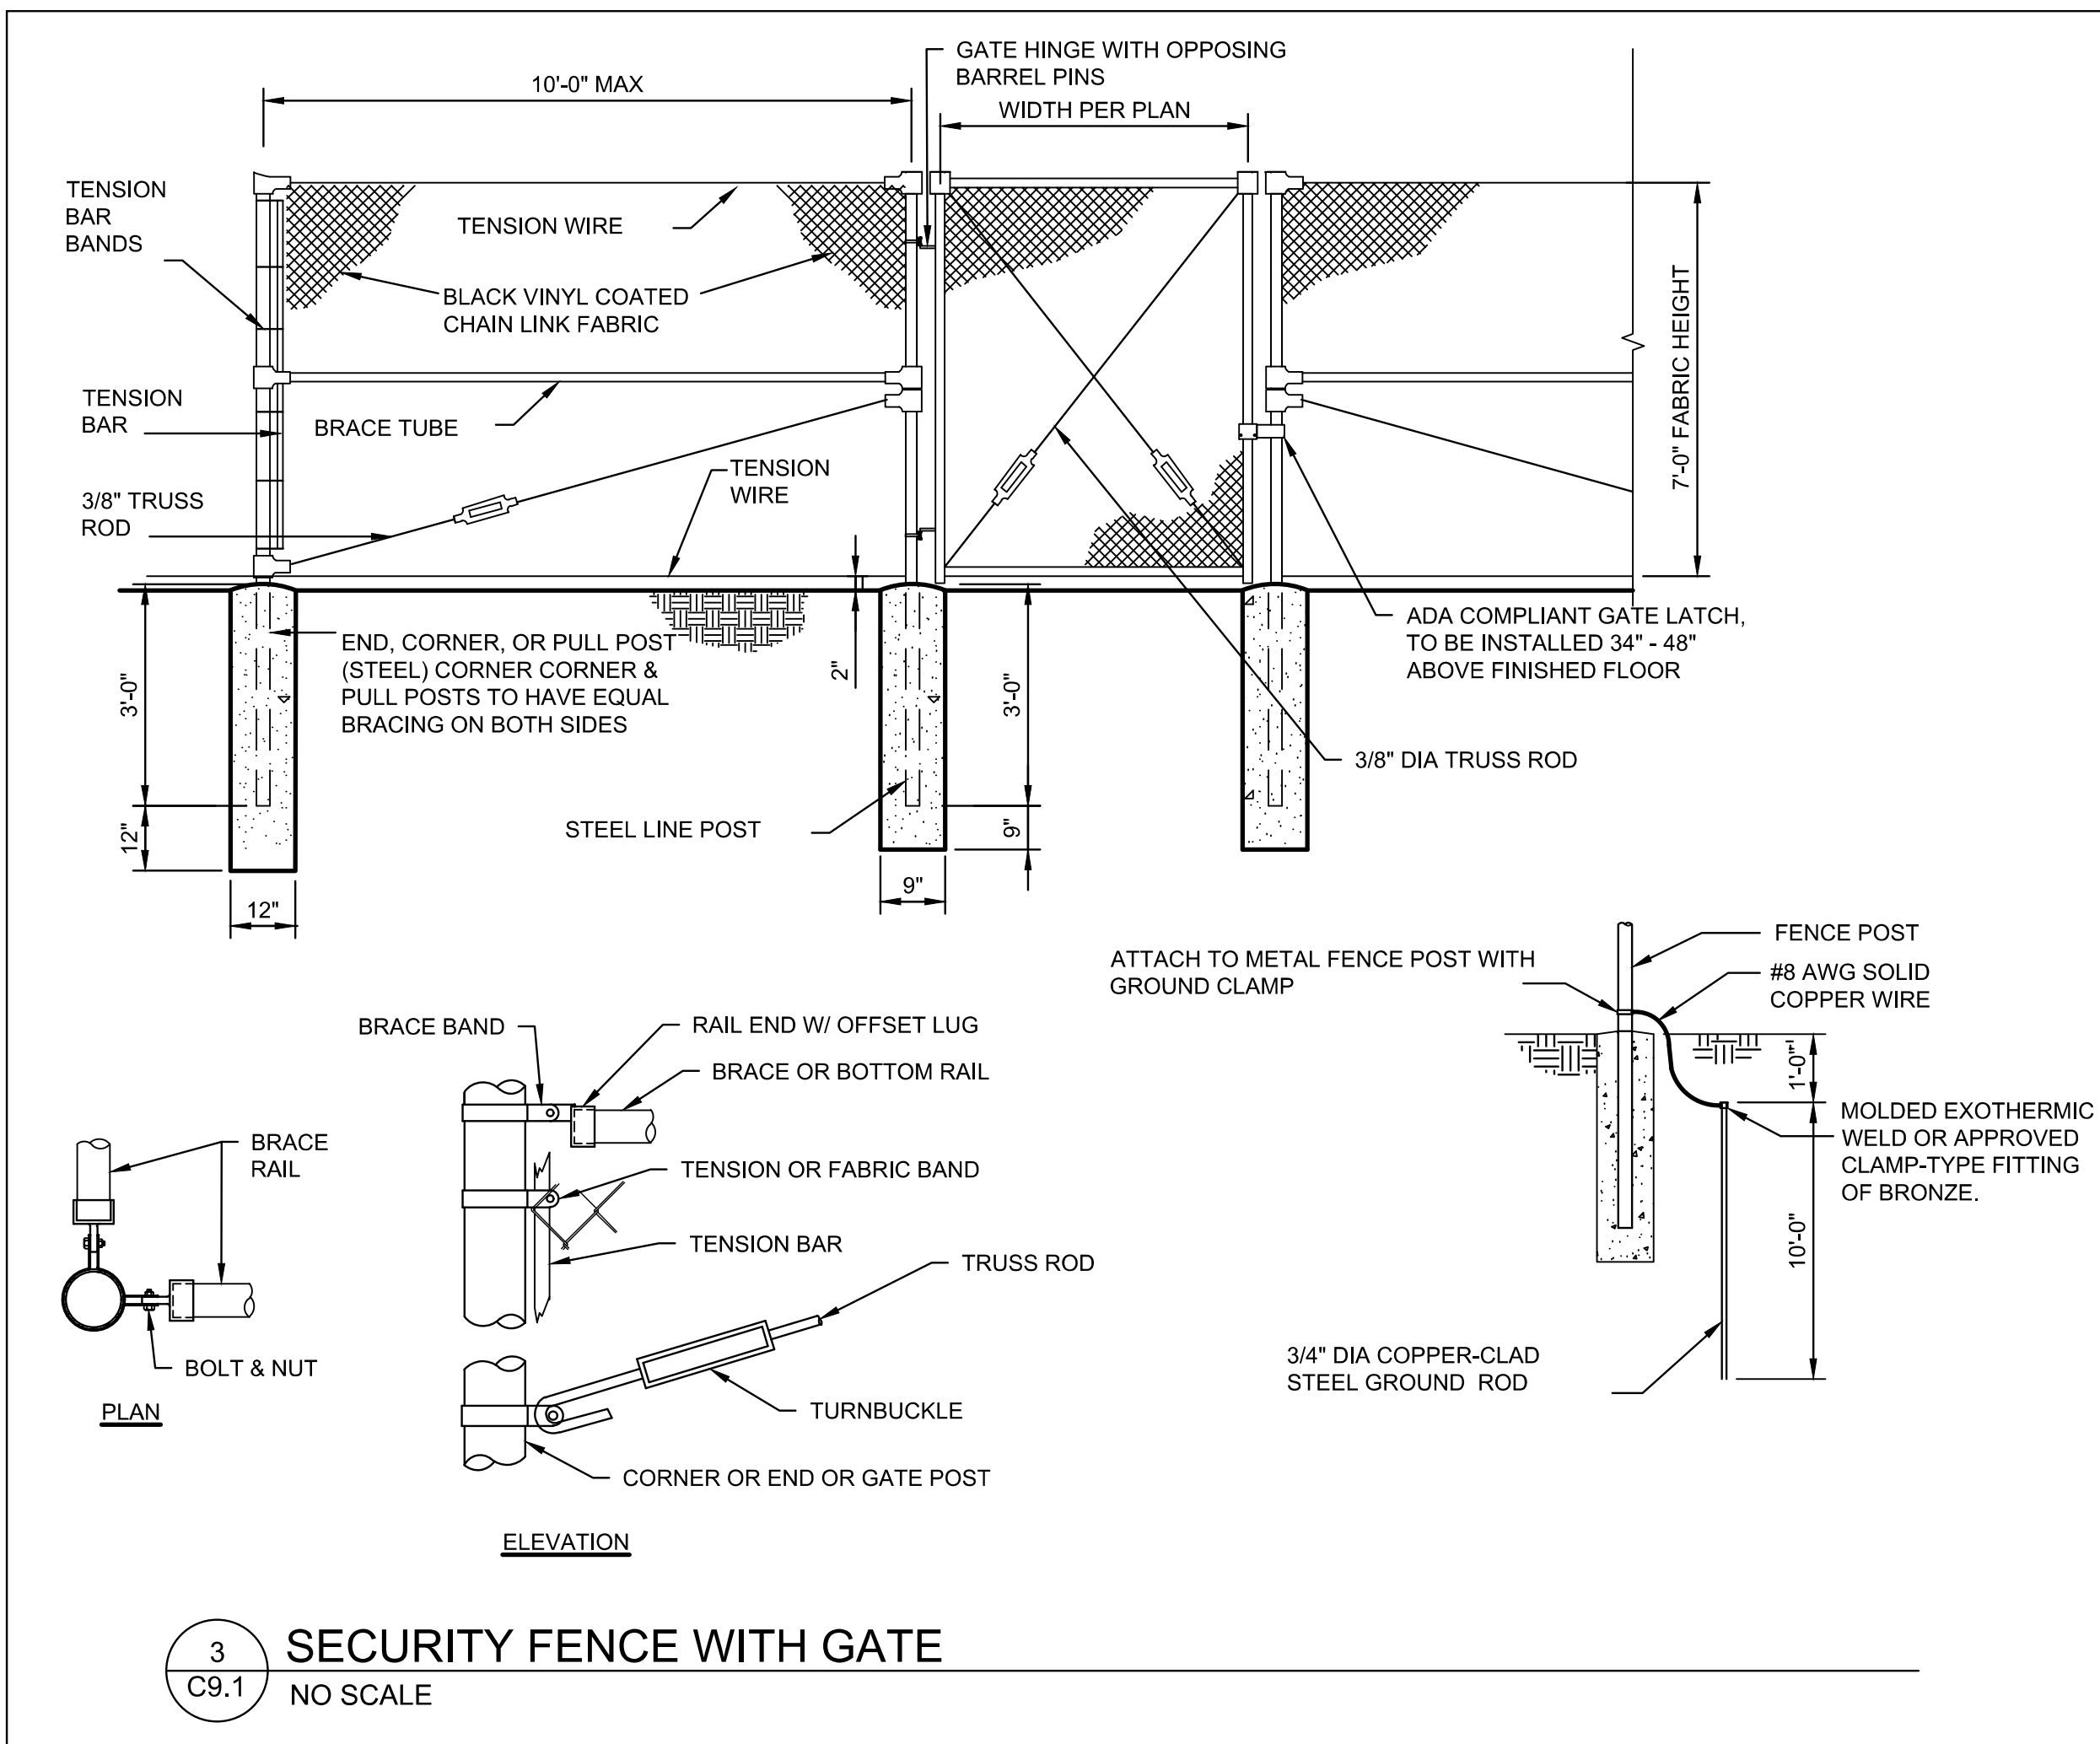 GATE HINGE WITH OPPOSING
BARREL PINS
10'-0" MAX
WIDTH PER PLAN
TENSION
BAR
BANDS
TENSION WIRE
BLACK VINYL COATED
CHAIN LINK FABRIC
7'-0" FABRIC HEIGHT
TENSION
BAR
BRACE TUBE
TENSION
WIRE
3/8" TRUSS
ROD
END, CORNER, OR PULL POST
(STEEL) CORNER CORNER &
PULL POSTS TO HAVE EQUAL
BRACING ON BOTH SIDES
2"
3'-0"
3'-0"
ADA COMPLIANT GATE LATCH,
TO BE INSTALLED 34" - 48"
ABOVE FINISHED FLOOR
3/8" DIA TRUSS ROD
STEEL LINE POST
12"
9"
12"
9"
ATTACH TO METAL FENCE POST WITH
GROUND CLAMP
FENCE POST
#8 AWG SOLID
COPPER WIRE
1'-0"'
MOLDED EXOTHERMIC
WELD OR APPROVED
CLAMP-TYPE FITTING
OF BRONZE.
10'-0"
3/4" DIA COPPER-CLAD
STEEL GROUND ROD
BRACE BAND
RAIL END W/ OFFSET LUG
BRACE OR BOTTOM RAIL
TENSION OR FABRIC BAND
TENSION BAR
TRUSS ROD
TURNBUCKLE
CORNER OR END OR GATE POST
ELEVATION
BRACE
RAIL
BOLT & NUT
PLAN
3
C9.1
SECURITY FENCE WITH GATE
NO SCALE